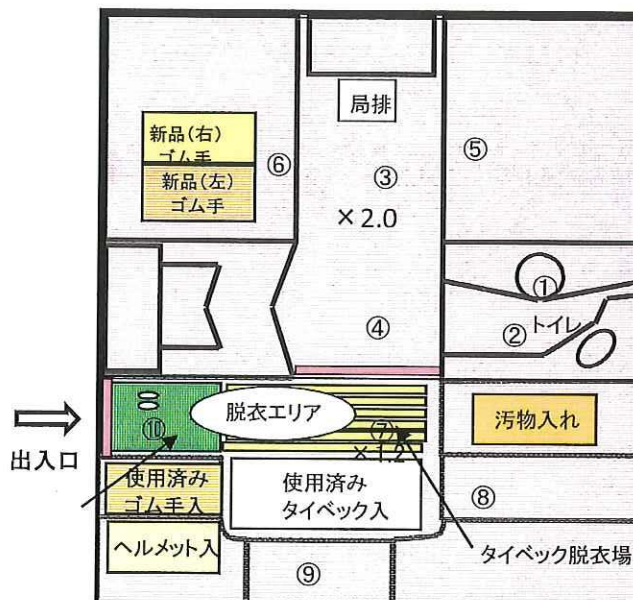 局排
新品(右)
ゴム手
新品(左)
ゴム手
⑥
③
×2.0
⑤
①
④
②
トイレ
出入口
⑩
脱衣エリア
⑦
×1.2
汚物入れ
使用済み
ゴム手入
使用済み
タイベック入
⑧
ヘルメット入
⑨
タイベック脱衣場